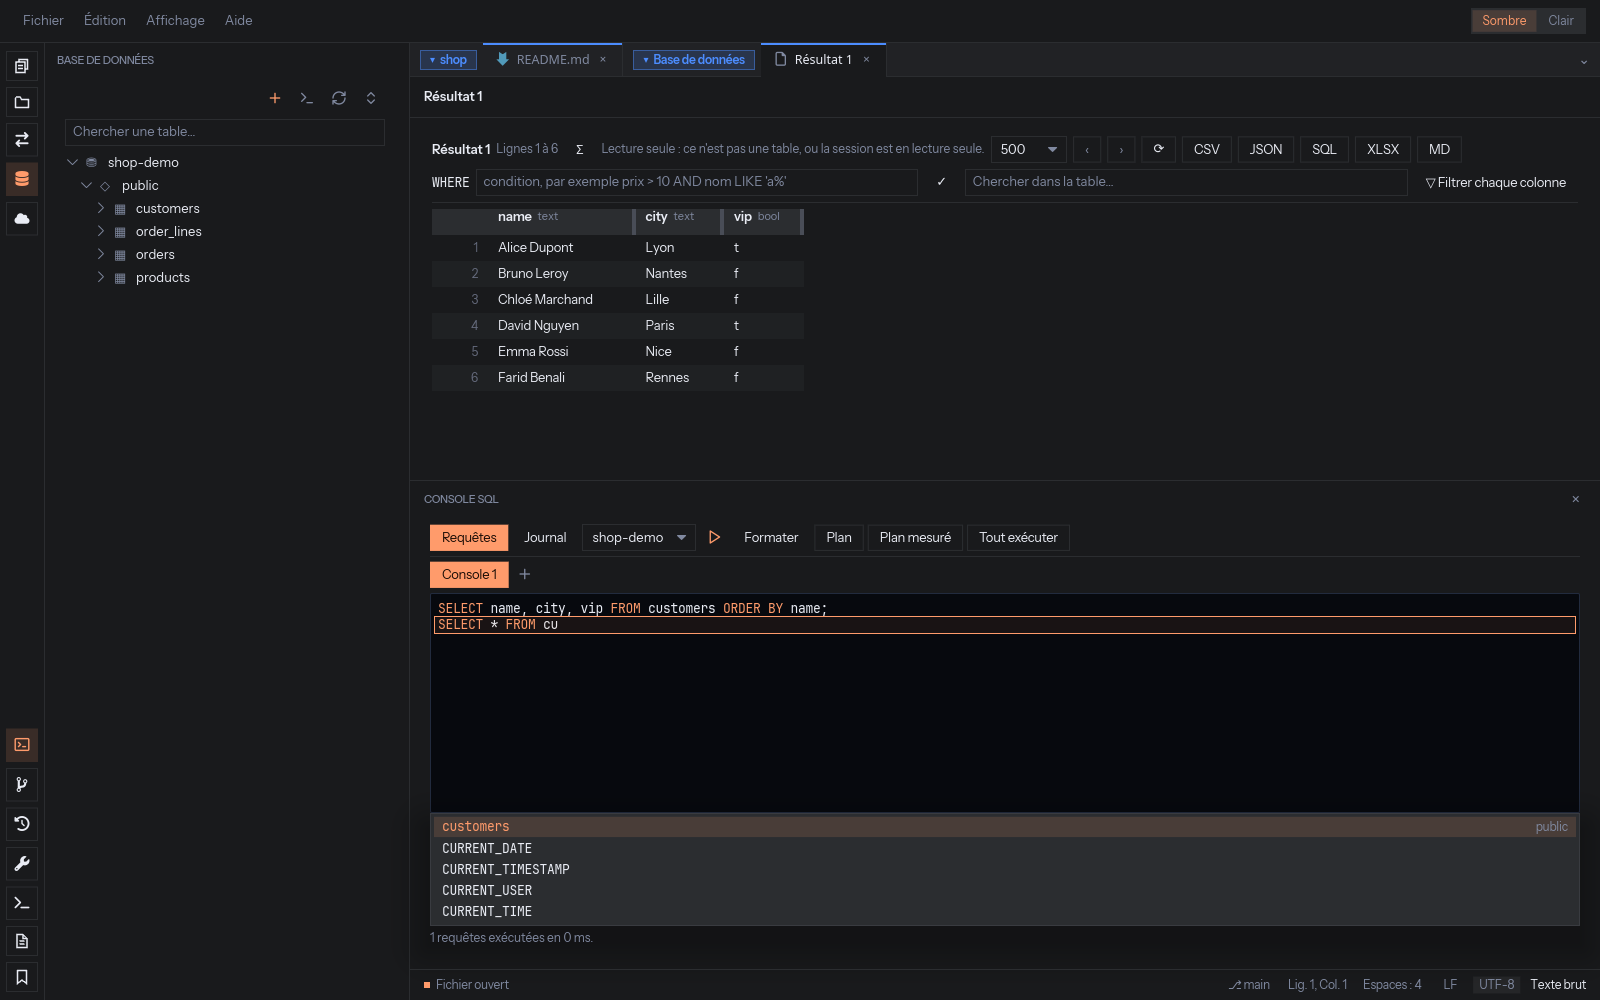 Fichier Édition Affichage Aide
Sombre Clair
BASE DE DONNÉES
Chercher une table...
shop-demo
public
customers
order_lines
orders
products
shop README.md × Base de données Résultat 1 ×
Résultat 1
Résultat 1 Lignes 1 à 6 Σ Lecture seule : ce n'est pas une table, ou la session est en lecture seule. 500 ‹ › ⟳ CSV JSON SQL XLSX MD
WHERE condition, par exemple prix > 10 AND nom LIKE 'a%' ✓ Chercher dans la table... ▽ Filtrer chaque colonne
name text city text vip bool
1 Alice Dupont Lyon t
2 Bruno Leroy Nantes f
3 Chloé Marchand Lille f
4 David Nguyen Paris t
5 Emma Rossi Nice f
6 Farid Benali Rennes f
CONSOLE SQL ×
Requêtes Journal shop-demo Formater Plan Plan mesuré Tout exécuter
Console 1 +
SELECT name, city, vip FROM customers ORDER BY name;
SELECT * FROM cu
customers public
CURRENT_DATE
CURRENT_TIMESTAMP
CURRENT_USER
CURRENT_TIME
1 requêtes exécutées en 0 ms.
Fichier ouvert main Lig. 1, Col. 1 Espaces : 4 LF UTF-8 Texte brut